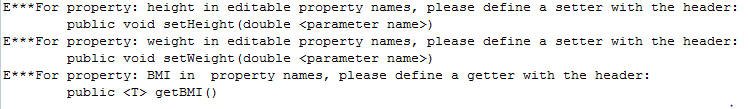 E***For property: height in editable property names, please define a setter with the header:
public void setHeight(double <parameter name>)
E***For property: weight in editable property names, please define a setter with the header:
public void setWeight(double <parameter name>)
E***For property: BMI in  property names, please define a getter with the header:
public <T> getBMI()